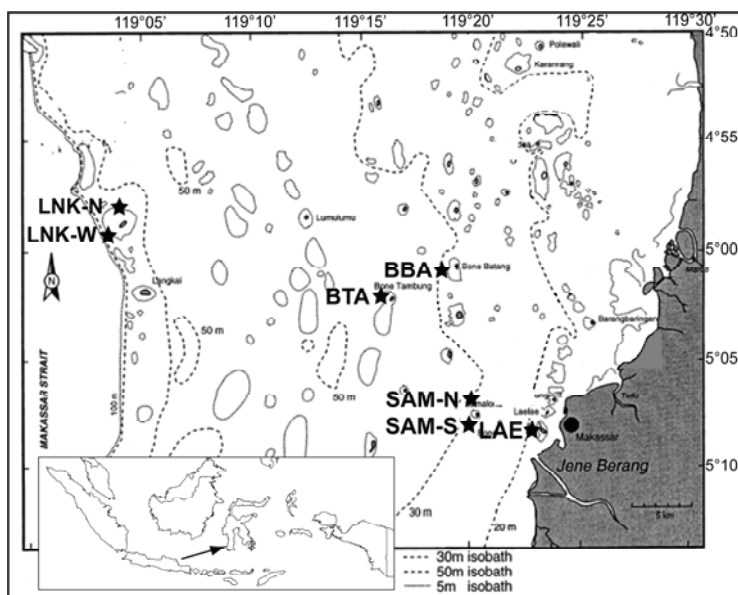 119°05' 119°10' 119°15' 119°20' 119°25' 119°30'
4°50'
Polewali
Karanrang
4°55'
50 m
LNK-N
Lumulumu
LNK-W
5°00'
N
BBA
Bone Batang
Langkai
BTA
Bone Tambung
Barangbaringan
50 m
MAKASSAR STRAIT
100 m
50 m
5°05'
SAM-N
SAM-S
LAE
Laelae
Makassar
Jene Berang
5°10'
30 m
20 m
5 km
30m isobath
50m isobath
5m isobath